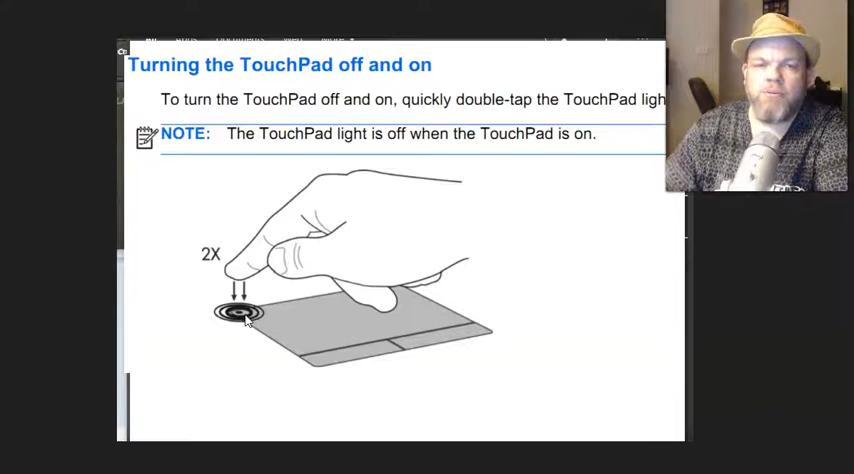 Turning the TouchPad off and on
To turn the TouchPad off and on, quickly double-tap the TouchPad ligh
NOTE: The TouchPad light is off when the TouchPad is on.
2X